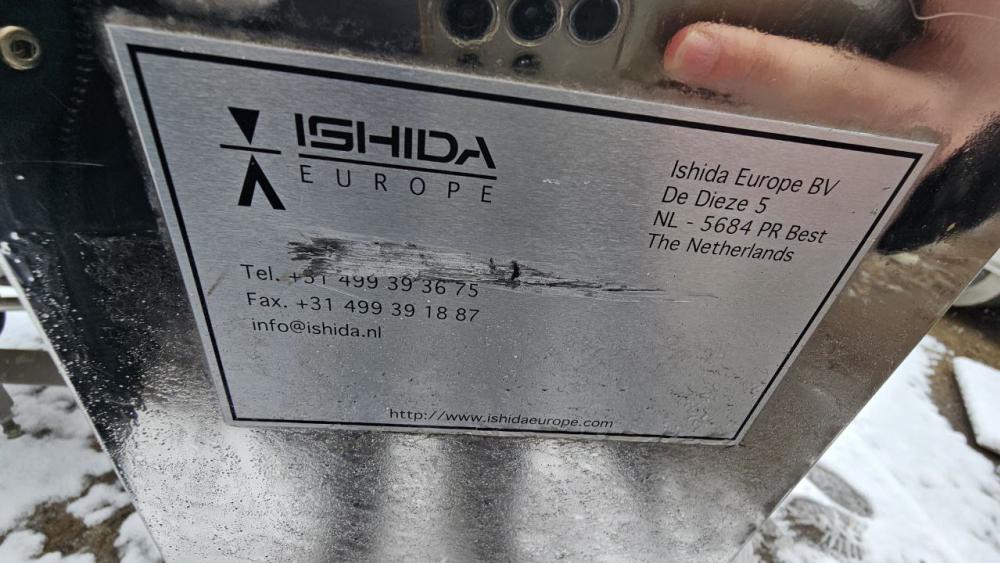 ISHIDA
EUROPE
Ishida Europe BV
De Dieze 5
NL - 5684 PR Best
The Netherlands
Tel. +31 499 39 36 75
Fax. +31 499 39 18 87
info@ishida.nl
http://www.ishidaeurope.com